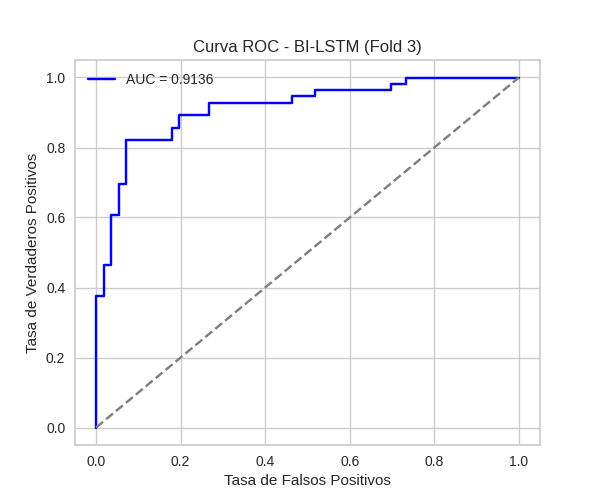 Curva ROC - BI-LSTM (Fold 3)
AUC = 0.9136
Tasa de Verdaderos Positivos
1.0
0.8
0.6
0.4
0.2
0.0
0.0 0.2 0.4 0.6 0.8 1.0
Tasa de Falsos Positivos